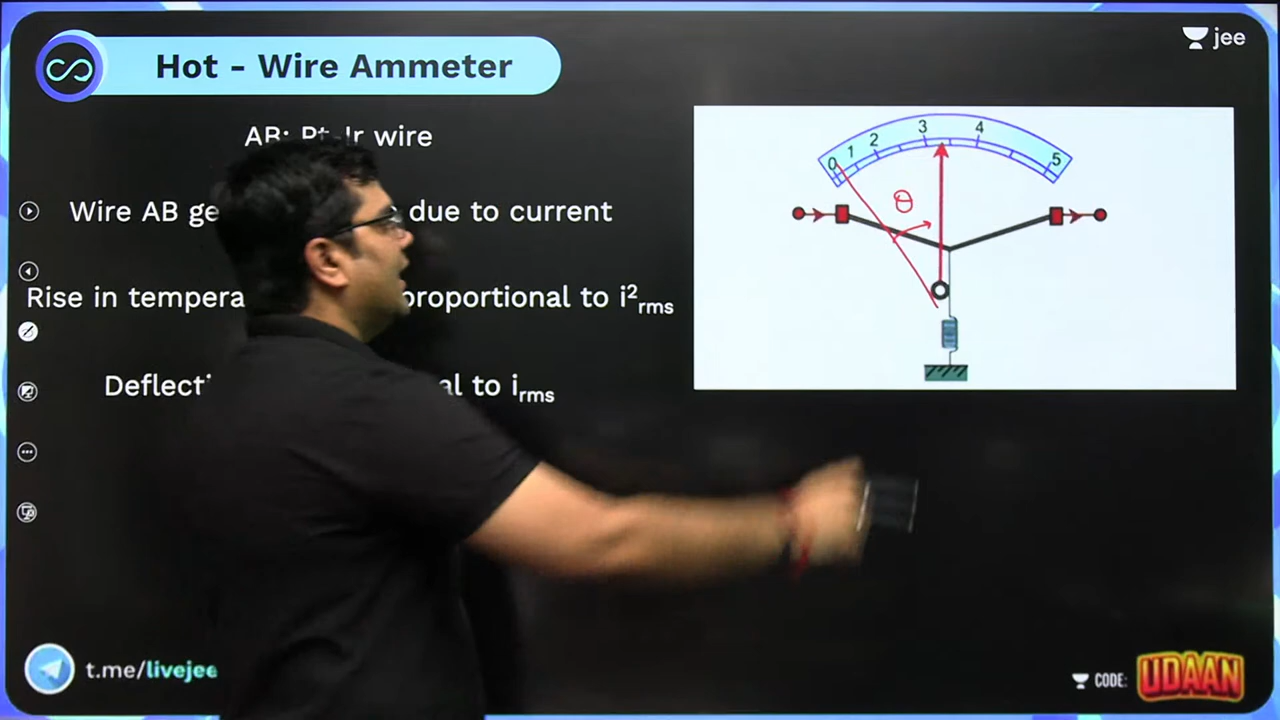 Hot - Wire Ammeter
jee
AB: Pt-Ir wire
Wire AB ge due to current
Rise in tempera proportional to i²rms
Deflecti al to irms
0 1 2 3 4 5
θ
t.me/livejee
CODE: UDAAN